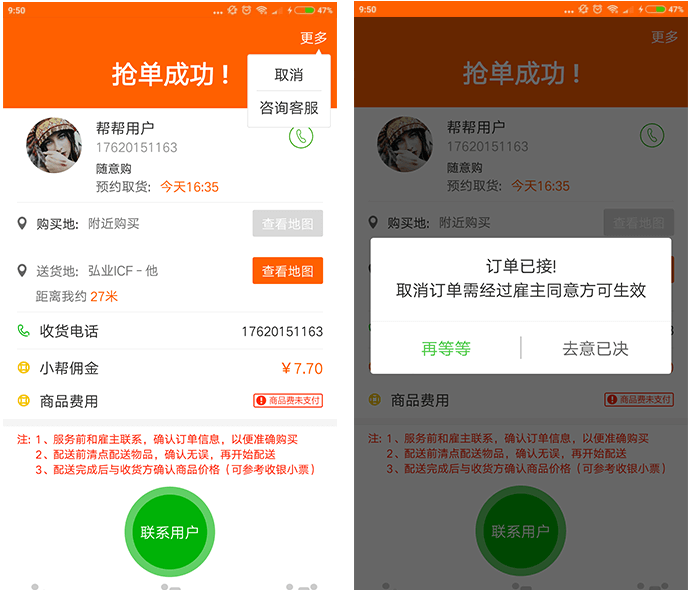 9:50
47%
更多
抢单成功！
取消
咨询客服
帮帮用户
17620151163
随意购
预约取货: 今天16:35
购买地: 附近购买
查看地图
送货地: 弘业ICF - 他
查看地图
距离我约 27米
收货电话
17620151163
小帮佣金
￥7.70
商品费用
商品费未支付
注: 1、服务前和雇主联系，确认订单信息，以便准确购买
2、配送前清点配送物品，确认无误，再开始配送
3、配送完成后与收货方确认商品价格（可参考收银小票）
联系用户
9:50
47%
更多
抢单成功！
帮帮用户
17620151163
随意购
预约取货: 今天16:35
购买地: 附近购买
查看地图
订单已接!
取消订单需经过雇主同意方可生效
再等等
去意已决
商品费用
商品费未支付
注: 1、服务前和雇主联系，确认订单信息，以便准确购买
2、配送前清点配送物品，确认无误，再开始配送
3、配送完成后与收货方确认商品价格（可参考收银小票）
联系用户